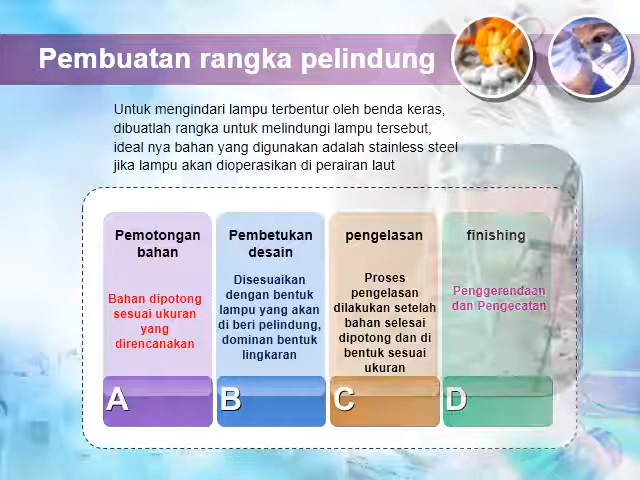 Pembuatan rangka pelindung
Untuk mengindari lampu terbentur oleh benda keras,
dibuatlah rangka untuk melindungi lampu tersebut,
ideal nya bahan yang digunakan adalah stainless steel
jika lampu akan dioperasikan di perairan laut
Pemotongan
bahan
Bahan dipotong
sesuai ukuran
yang
direncanakan
A
Pembetukan
desain
Disesuaikan
dengan bentuk
lampu yang akan
di beri pelindung,
dominan bentuk
lingkaran
B
pengelasan
Proses
pengelasan
dilakukan setelah
bahan selesai
dipotong dan di
bentuk sesuai
ukuran
C
finishing
Penggerendaan
dan Pengecatan
D